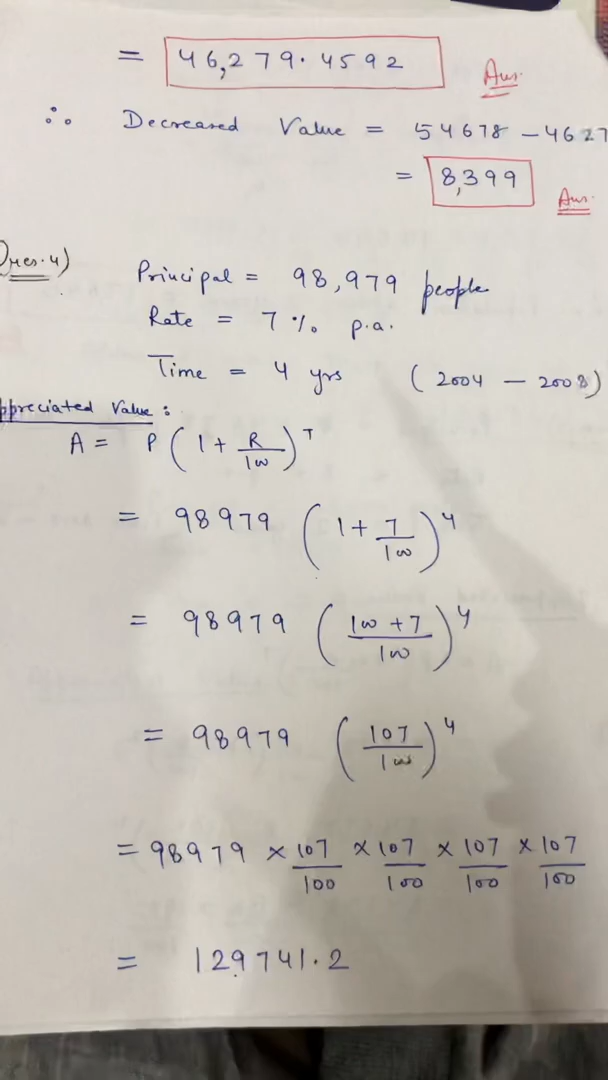 = 46,279.4592 Ans.
∴ Decreased Value = 54678 – 4627
= 8,399 Ans.
Ques.4) Principal = 98,979 people
Rate = 7 % p.a.
Time = 4 yrs (2004 – 2008)
ppreciated Value :
A = P (1 + R/100)^T
= 98979 (1 + 7/100)^4
= 98979 (100 + 7/100)^4
= 98979 (107/100)^4
= 98979 × 107/100 × 107/100 × 107/100 × 107/100
= 129741.2